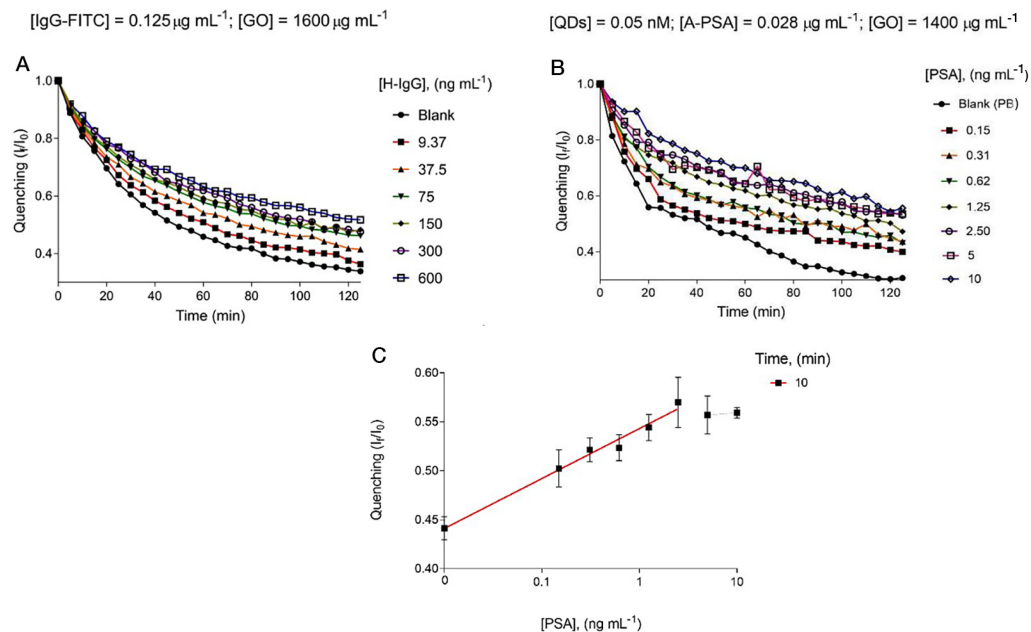 [IgG-FITC] = 0.125 μg mL⁻¹; [GO] = 1600 μg mL⁻¹
[QDs] = 0.05 nM; [A-PSA] = 0.028 μg mL⁻¹; [GO] = 1400 μg mL⁻¹
A
[H-IgG], (ng mL⁻¹)
Blank
9.37
37.5
75
150
300
600
1.0
0.8
0.6
0.4
Quenching (If/I0)
0
20
40
60
80
100
120
Time (min)
B
[PSA], (ng mL⁻¹)
Blank (PB)
0.15
0.31
0.62
1.25
2.50
5
10
1.0
0.8
0.6
0.4
Quenching (If/I0)
0
20
40
60
80
100
120
Time (min)
C
Time, (min)
10
0.60
0.55
0.50
0.45
0.40
Quenching (If/I0)
0
0.1
1
10
[PSA], (ng mL⁻¹)